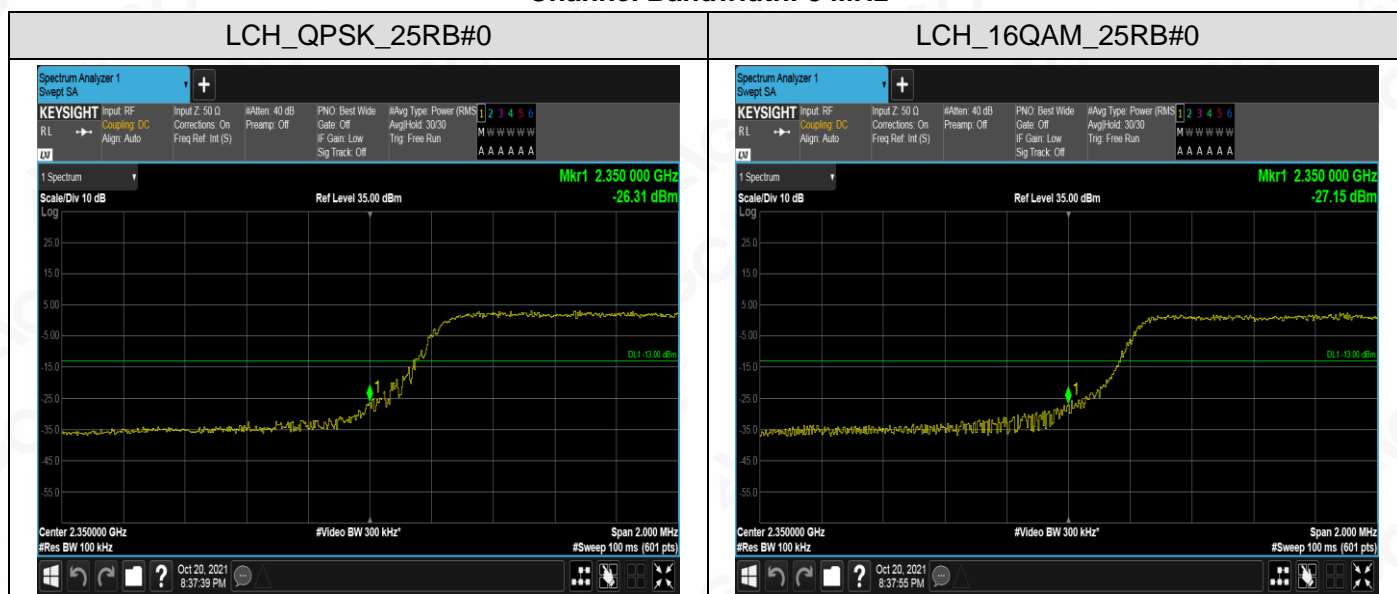 LCH_QPSK_25RB#0
LCH_16QAM_25RB#0
Spectrum Analyzer 1
Swept SA
+
KEYSIGHT
RL
LXI
Input: RF
Coupling: DC
Align: Auto
Input Z: 50 Ω
Corrections: On
Freq Ref: Int (S)
#Atten: 40 dB
Preamp: Off
PNO: Best Wide
Gate: Off
IF Gain: Low
Sig Track: Off
#Avg Type: Power (RMS
Avg|Hold: 30/30
Trig: Free Run
1 2 3 4 5 6
M W W W W W
A A A A A A
1 Spectrum
Scale/Div 10 dB
Log
Ref Level 35.00 dBm
Mkr1 2.350 000 GHz
-26.31 dBm
25.0
15.0
5.00
-5.00
-15.0
-25.0
-35.0
-45.0
-55.0
DL1 -13.00 dBm
1
Center 2.350000 GHz
#Res BW 100 kHz
#Video BW 300 kHz*
Span 2.000 MHz
#Sweep 100 ms (601 pts)
?
Oct 20, 2021
8:37:39 PM
Spectrum Analyzer 1
Swept SA
+
KEYSIGHT
RL
LXI
Input: RF
Coupling: DC
Align: Auto
Input Z: 50 Ω
Corrections: On
Freq Ref: Int (S)
#Atten: 40 dB
Preamp: Off
PNO: Best Wide
Gate: Off
IF Gain: Low
Sig Track: Off
#Avg Type: Power (RMS
Avg|Hold: 30/30
Trig: Free Run
1 2 3 4 5 6
M W W W W W
A A A A A A
1 Spectrum
Scale/Div 10 dB
Log
Ref Level 35.00 dBm
Mkr1 2.350 000 GHz
-27.15 dBm
25.0
15.0
5.00
-5.00
-15.0
-25.0
-35.0
-45.0
-55.0
DL1 -13.00 dBm
1
Center 2.350000 GHz
#Res BW 100 kHz
#Video BW 300 kHz*
Span 2.000 MHz
#Sweep 100 ms (601 pts)
?
Oct 20, 2021
8:37:55 PM